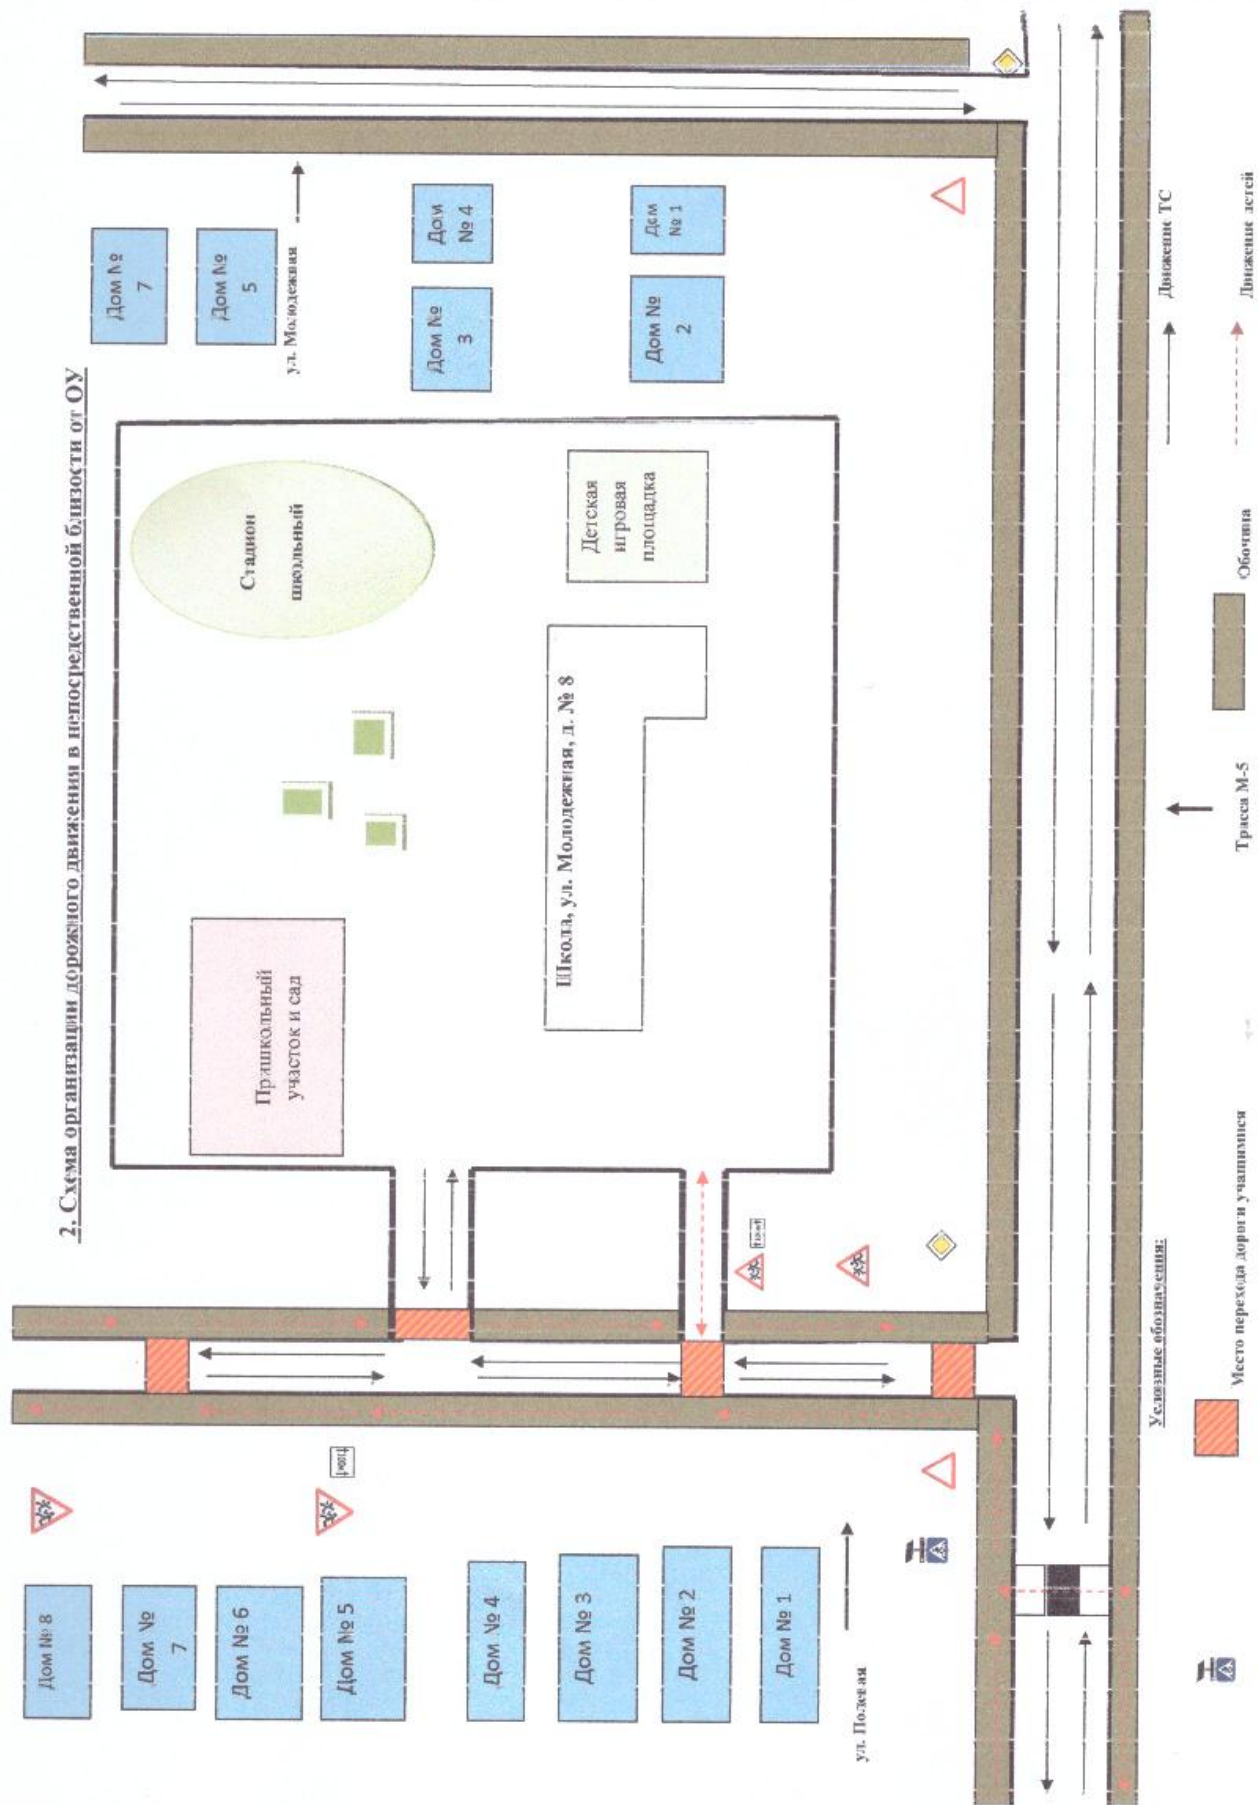 2. Схема организации дорожного движения в непосредственной близости от ОУ
Дом №
7
Дом №
5
ул. Молодежная
Дом
№ 4
Дом №
3
Дом
№ 1
Дом №
2
Стадион
школьный
Детская
игровая
площадка
Пришкольный
участок и сад
Школа, ул. Молодежная, д. № 8
Дом № 8
Дом №
7
Дом № 6
Дом № 5
Дом № 4
Дом № 3
Дом № 2
Дом № 1
ул. Полевая
Условные обозначения:
Место перехода дороги учащимися
Трасса М-5
Обочина
Движение ТС
Движение детей